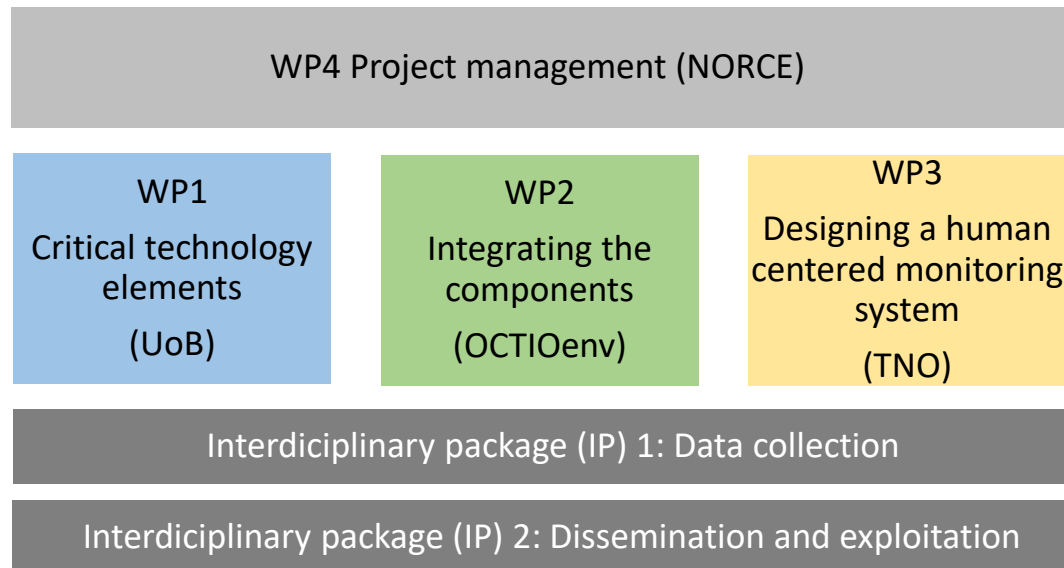 WP4 Project management (NORCE)
WP1
Critical technology
elements
(UoB)
WP2
Integrating the
components
(OCTIOenv)
WP3
Designing a human
centered monitoring
system
(TNO)
Interdiciplinary package (IP) 1: Data collection
Interdiciplinary package (IP) 2: Dissemination and exploitation